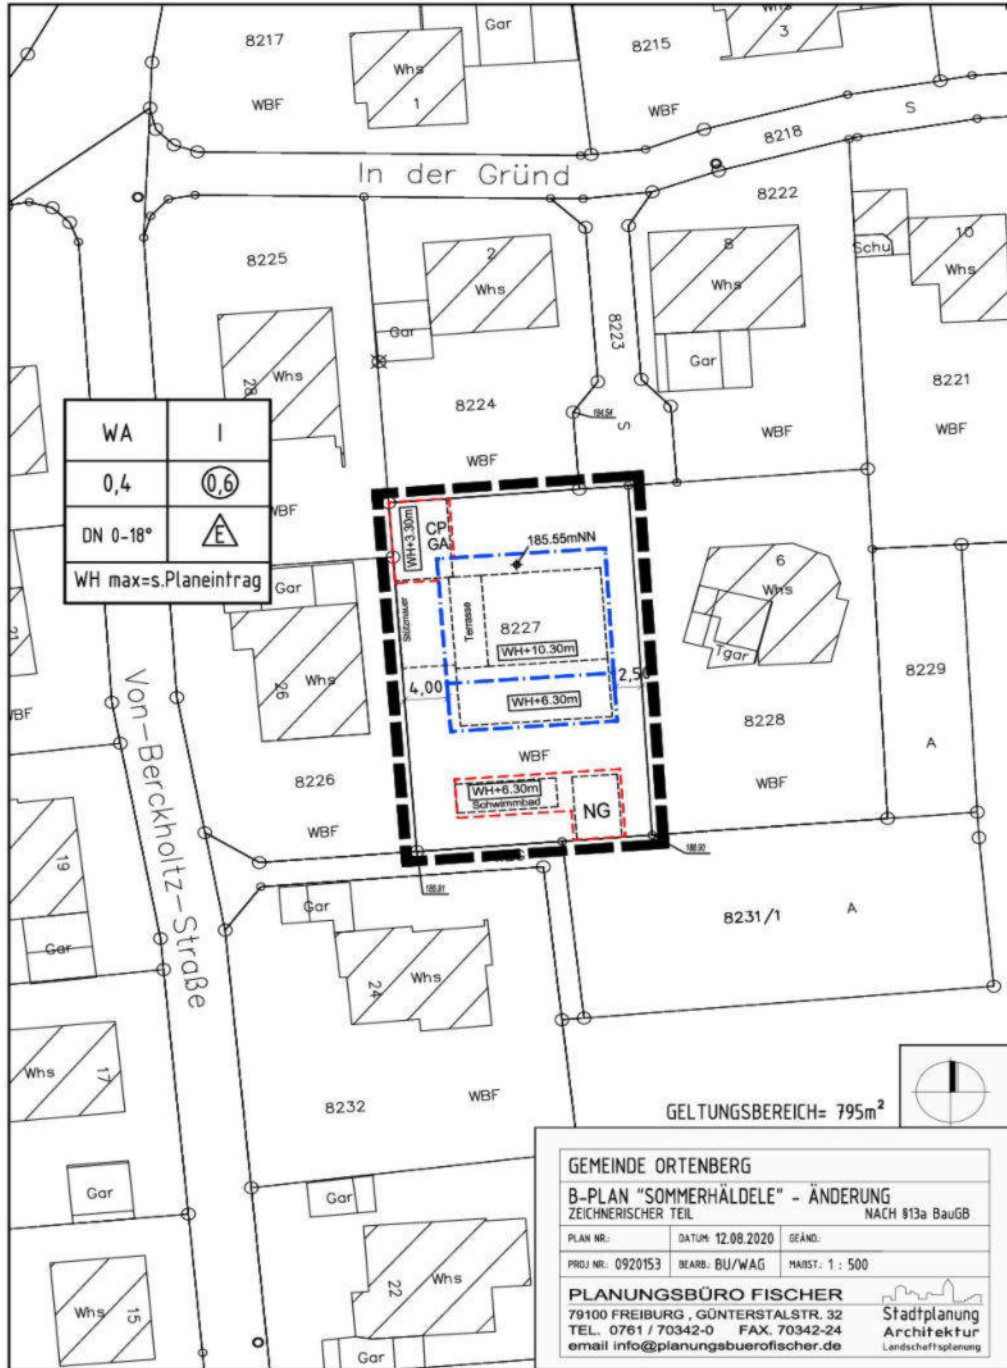 8217
Gar
8215
Whs
3
Whs
1
WBF
WBF
8218
S
In der Gründ
8222
8225
2
Whs
8
Whs
Schu
10
Whs
Gar
8223
Gar
28
Whs
8224
8221
WBF
WBF
WBF
S
194.54
WA I
0,4 0,6
DN 0-18° E
WH max=s.Planeintrag
WBF
WH+3.30m
CP
GA
185.55mNN
Gar
Stützmauer
Terrasse
8227
WH+10.30m
6
Whs
Tgar
8229
21
WBF
Von-Berckholtz-Straße
26
Whs
4,00
2,50
WH+6.30m
8228
A
WBF
8226
WBF
WH+6.30m
Schwimmbad
NG
WBF
19
Gar
188.90
Gar
8231/1
A
24
Whs
Whs
17
8232
WBF
GELTUNGSBEREICH= 795m²
Gar
Gar
Whs
15
22
Whs
Gar
GEMEINDE ORTENBERG
B-PLAN "SOMMERHÄLDELE" - ÄNDERUNG
ZEICHNERISCHER TEIL NACH §13a BauGB
PLAN NR.: DATUM: 12.08.2020 GEÄND.:
PROJ NR.: 0920153 BEARB.: BU/WAG MAßST.: 1 : 500
PLANUNGSBÜRO FISCHER
79100 FREIBURG , GÜNTERSTALSTR. 32
TEL. 0761 / 70342-0 FAX. 70342-24
email info@planungsbuerofischer.de
Stadtplanung
Architektur
Landschaftsplanung